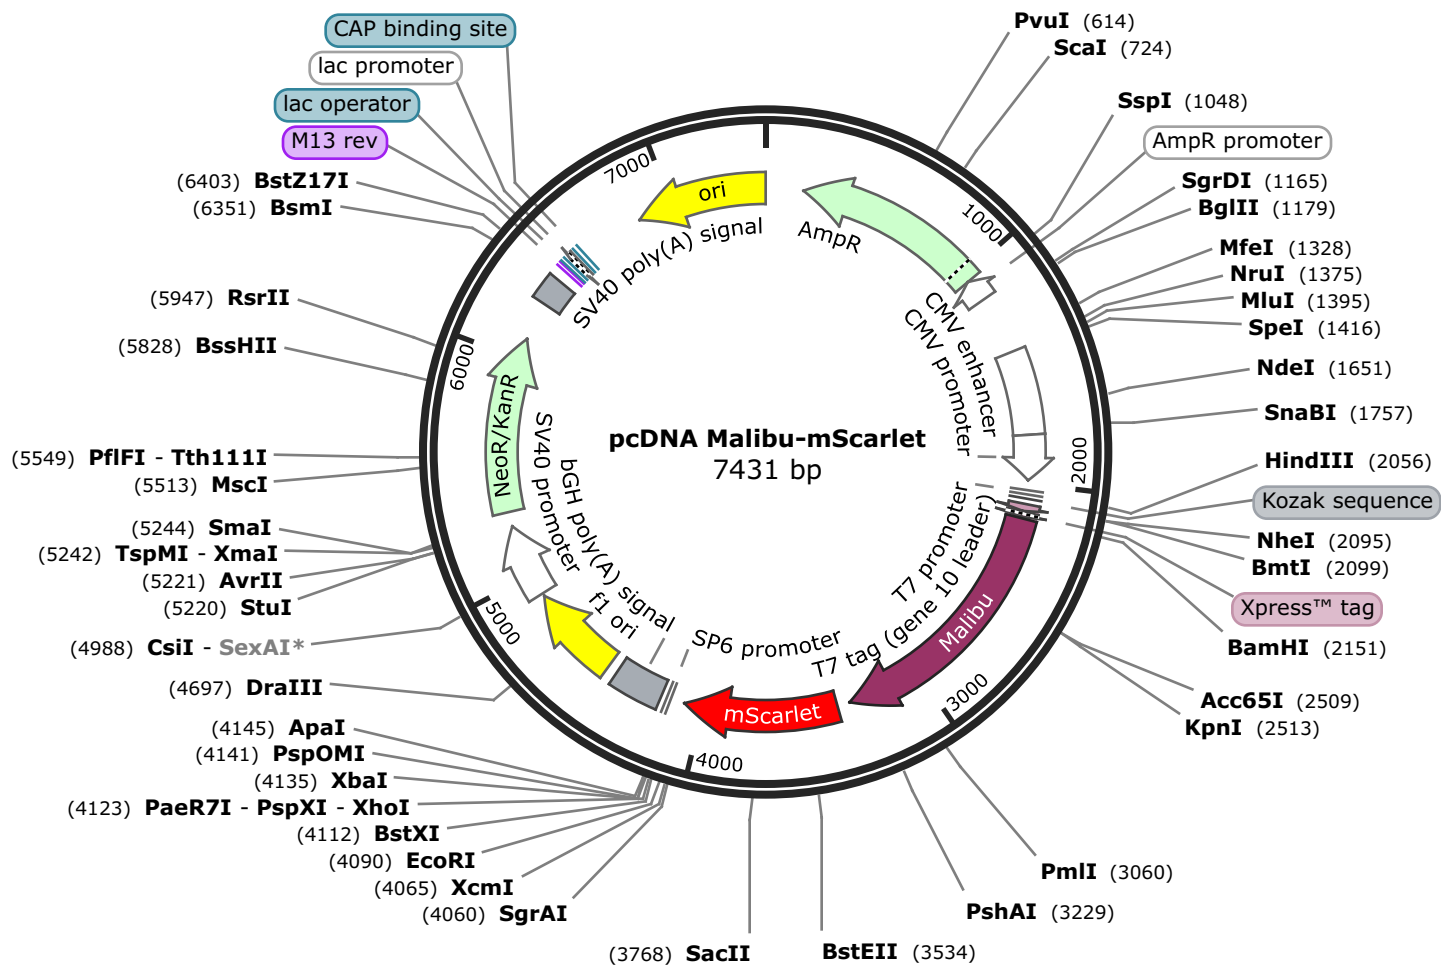 CAP binding site
lac promoter
lac operator
M13 rev
(6403) BstZ17I
(6351) BsmI
(5947) RsrII
(5828) BssHII
(5549) PflFI - Tth111I
(5513) MscI
(5244) SmaI
(5242) TspMI - XmaI
(5221) AvrII
(5220) StuI
(4988) CsiI - SexAI*
(4697) DraIII
(4145) ApaI
(4141) PspOMI
(4135) XbaI
(4123) PaeR7I - PspXI - XhoI
(4112) BstXI
(4090) EcoRI
(4065) XcmI
(4060) SgrAI
(3768) SacII
BstEII (3534)
PshAI (3229)
PmlI (3060)
KpnI (2513)
Acc65I (2509)
BamHI (2151)
Xpress™ tag
BmtI (2099)
NheI (2095)
Kozak sequence
HindIII (2056)
SnaBI (1757)
NdeI (1651)
SpeI (1416)
MluI (1395)
NruI (1375)
MfeI (1328)
BglII (1179)
SgrDI (1165)
AmpR promoter
SspI (1048)
ScaI (724)
PvuI (614)
1000
2000
3000
4000
5000
6000
7000
ori
AmpR
SV40 poly(A) signal
CMV enhancer
CMV promoter
pcDNA Malibu-mScarlet
7431 bp
NeoR/KanR
SV40 promoter
bGH poly(A) signal
f1 ori
SP6 promoter
T7 promoter
T7 tag (gene 10 leader)
Malibu
mScarlet